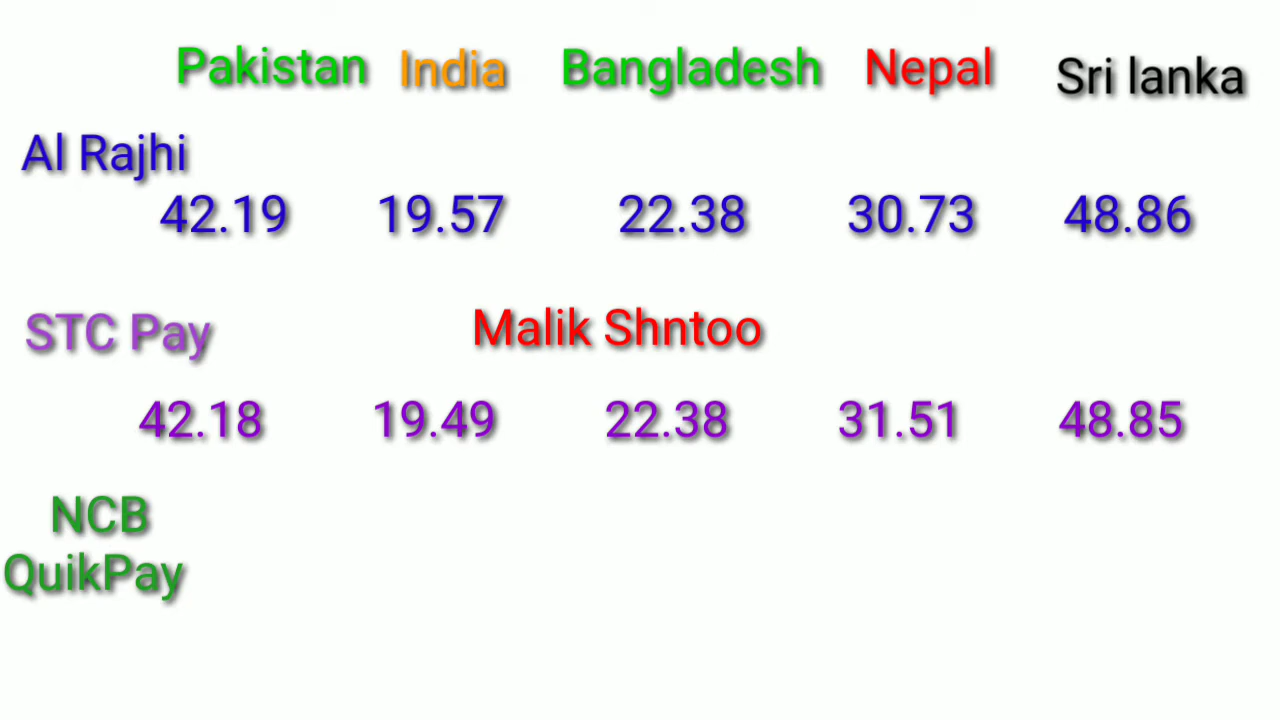 Pakistan India Bangladesh Nepal Sri lanka
Al Rajhi
42.19 19.57 22.38 30.73 48.86
STC Pay Malik Shntoo
42.18 19.49 22.38 31.51 48.85
NCB
QuikPay